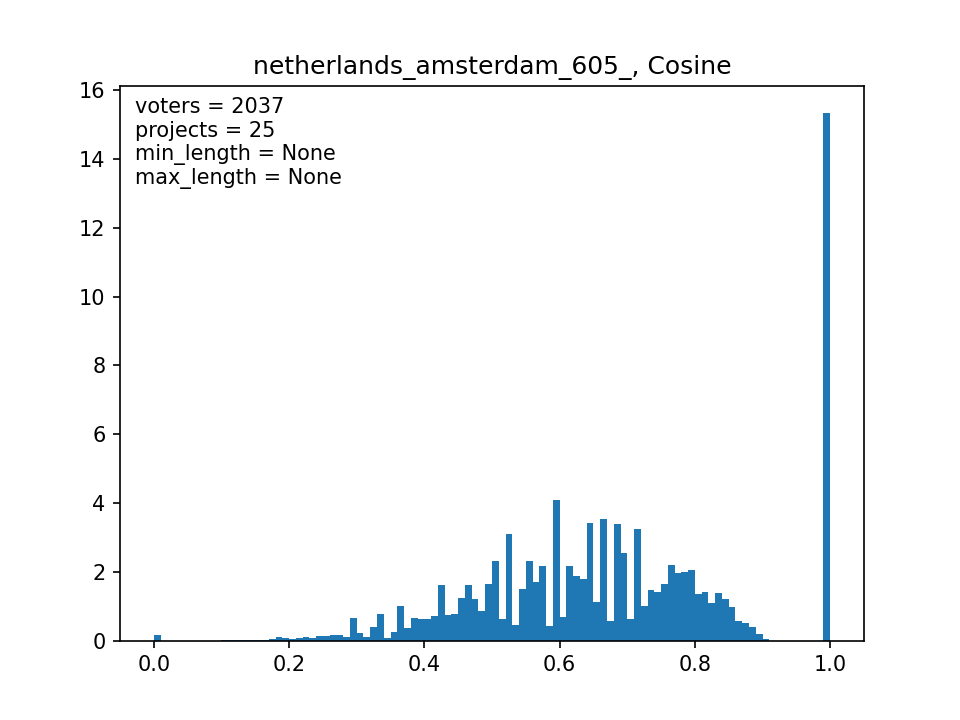 netherlands_amsterdam_605_, Cosine
voters = 2037
projects = 25
min_length = None
max_length = None
16
14
12
10
8
6
4
2
0
0.0 0.2 0.4 0.6 0.8 1.0